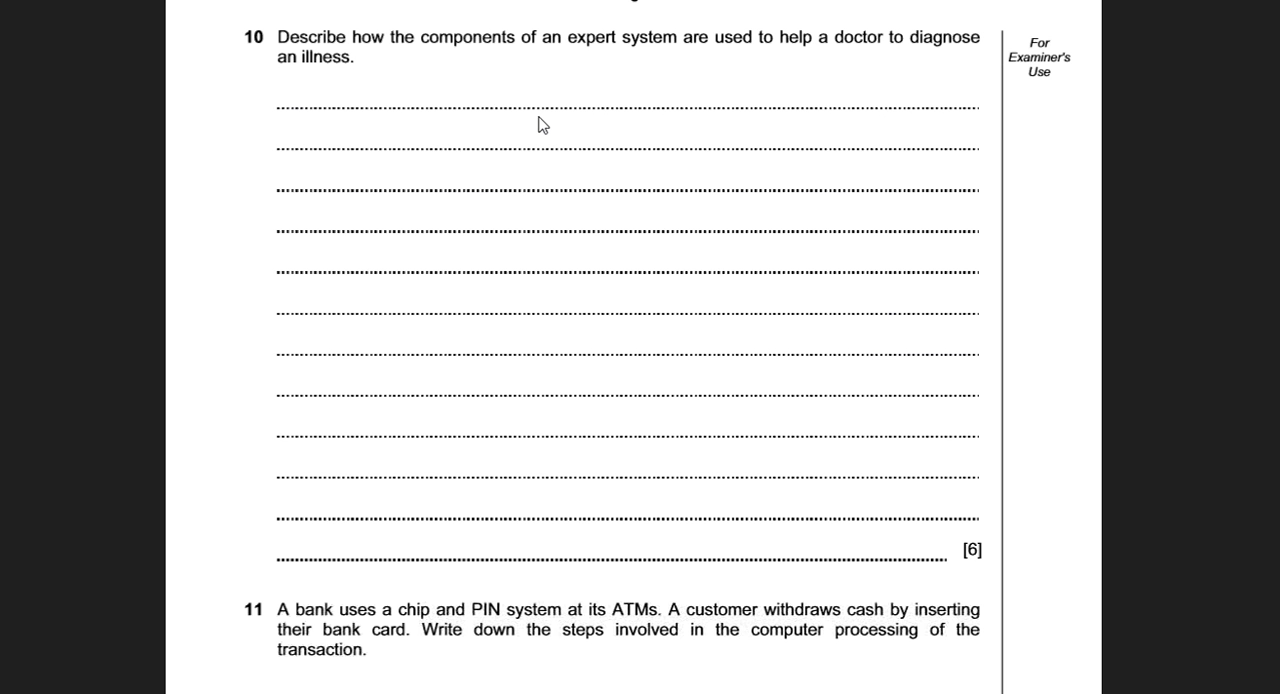 10 Describe how the components of an expert system are used to help a doctor to diagnose
an illness.
For
Examiner's
Use
[6]
11 A bank uses a chip and PIN system at its ATMs. A customer withdraws cash by inserting
their bank card. Write down the steps involved in the computer processing of the
transaction.